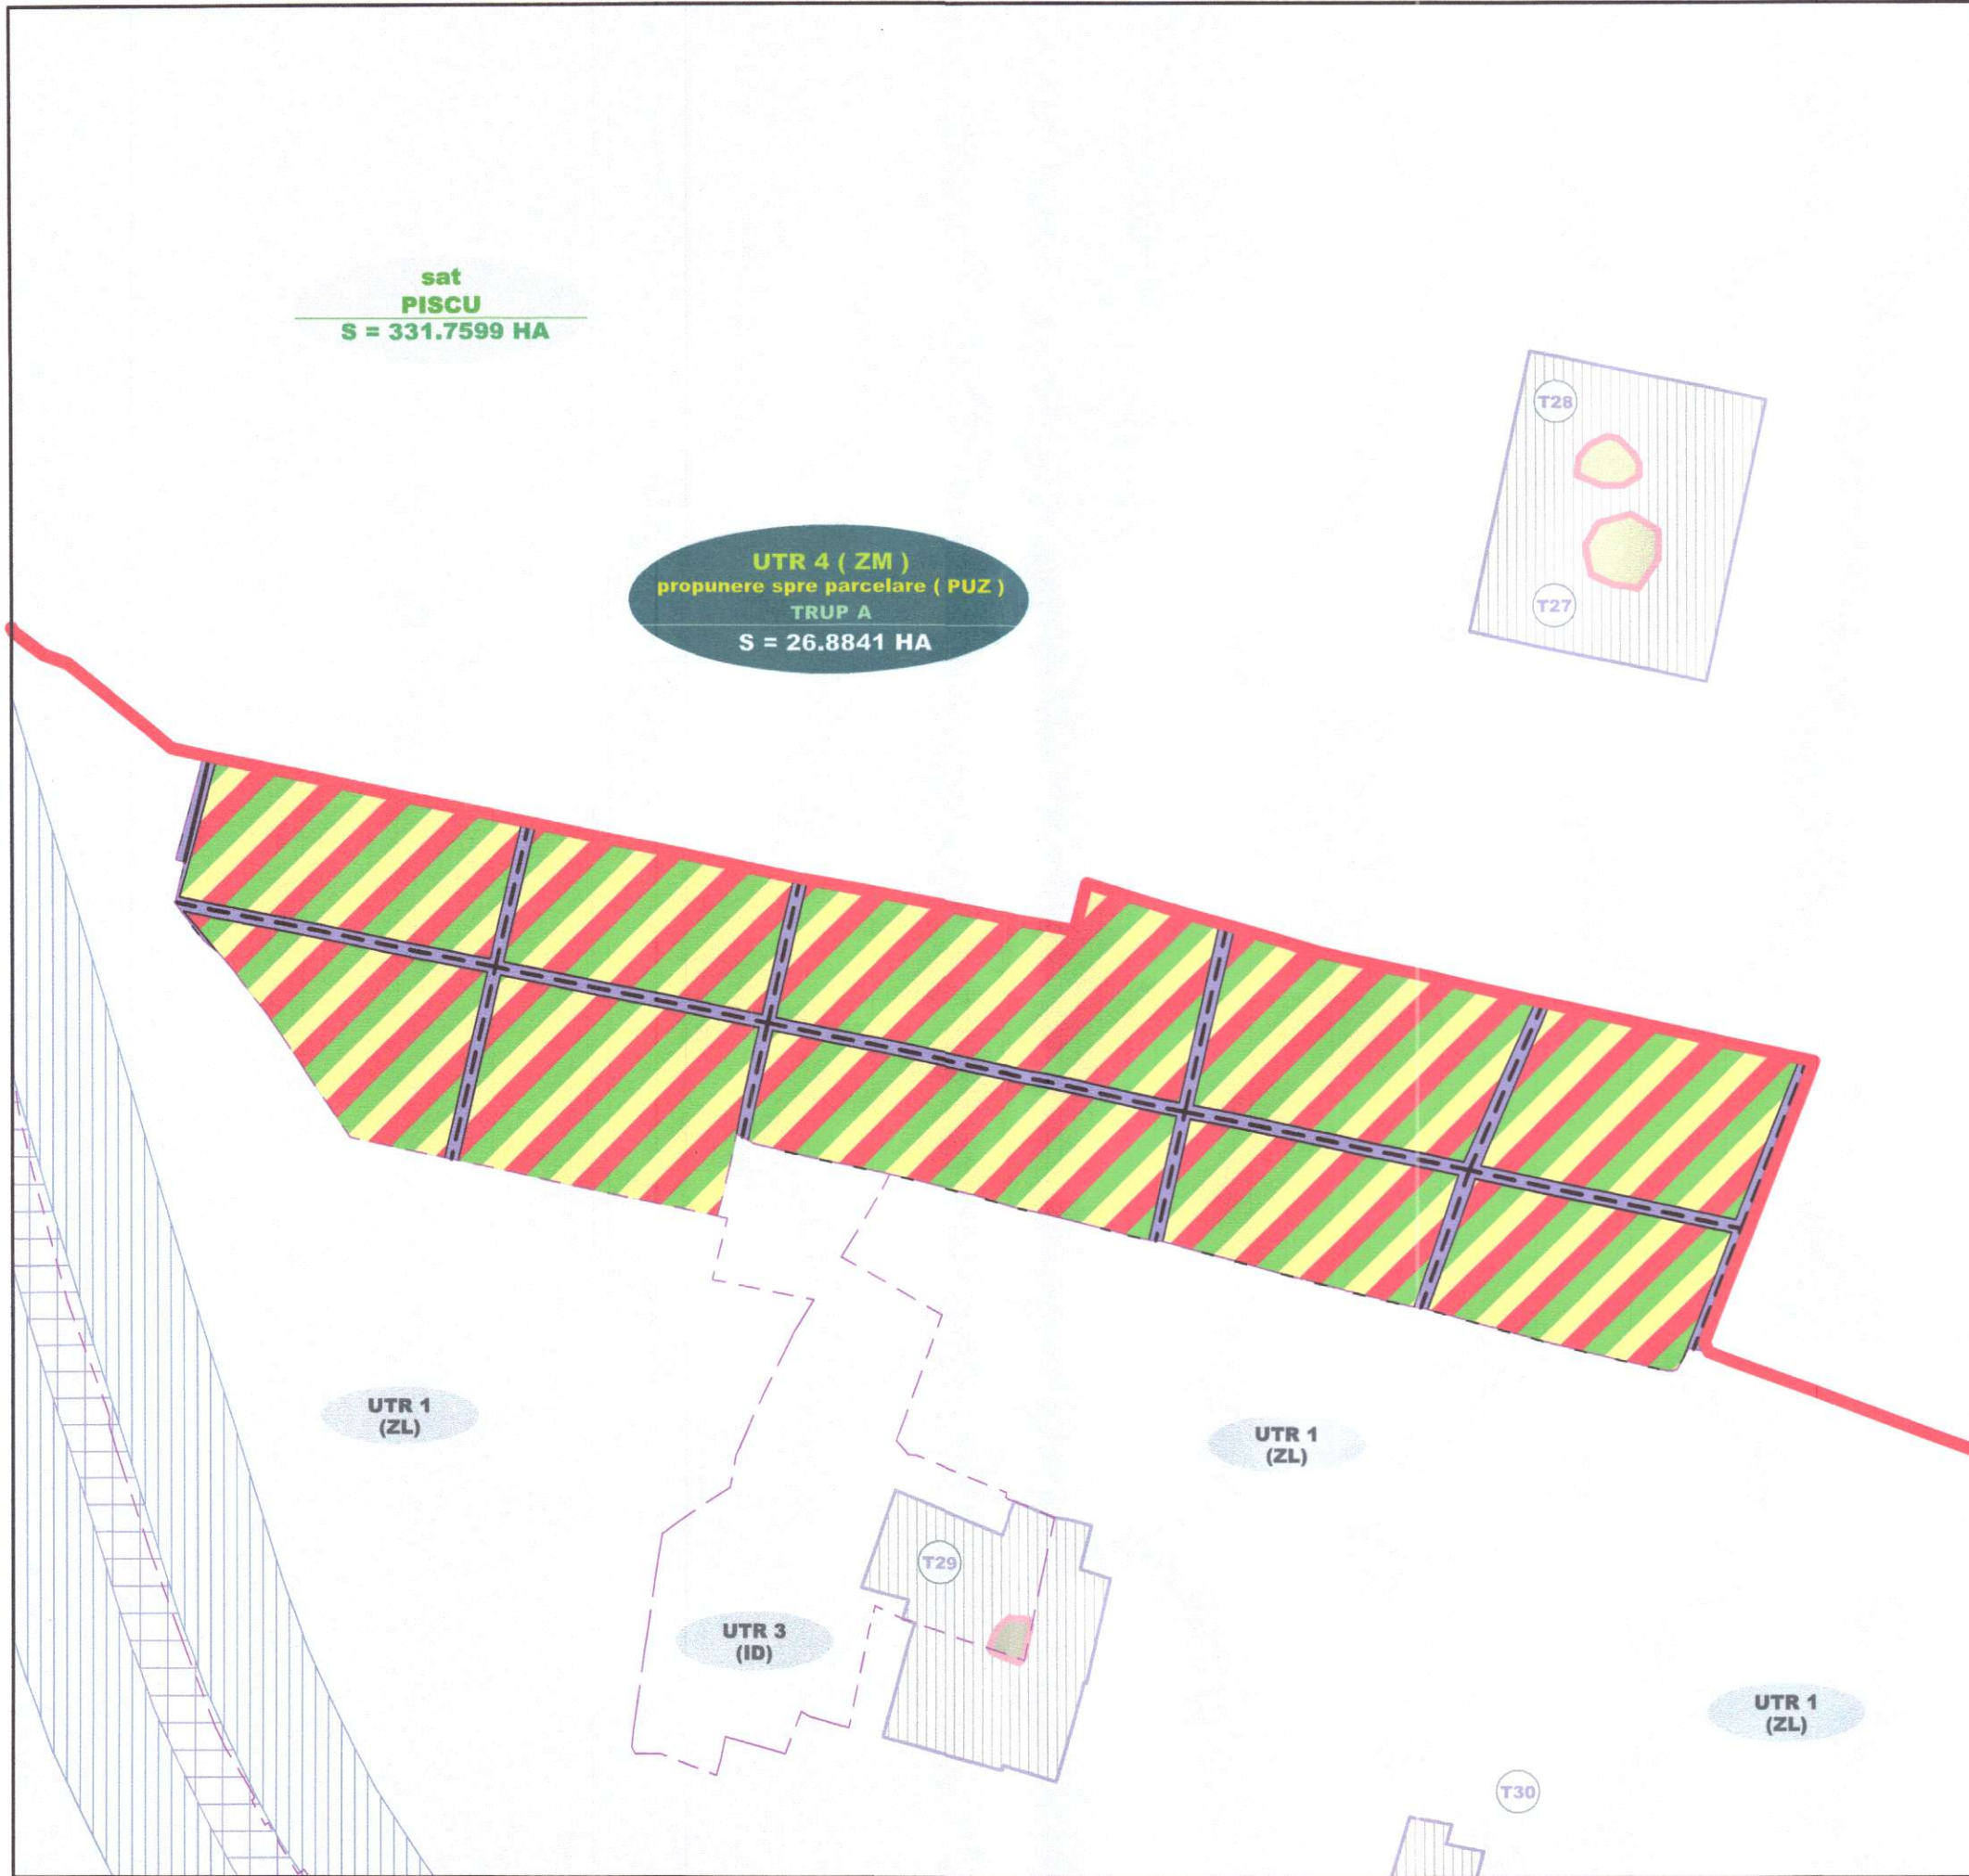 sat
PISCU
S = 331.7599 HA
T28
UTR 4 ( ZM )
propunere spre parcelare ( PUZ )
TRUP A
S = 26.8841 HA
T27
UTR 1
(ZL)
UTR 1
(ZL)
T29
UTR 3
(ID)
UTR 1
(ZL)
T30